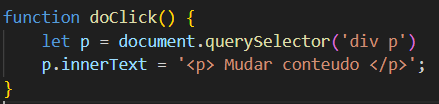 function doClick() {
    let p = document.querySelector('div p')
    p.innerText = '<p> Mudar conteudo </p>';
}